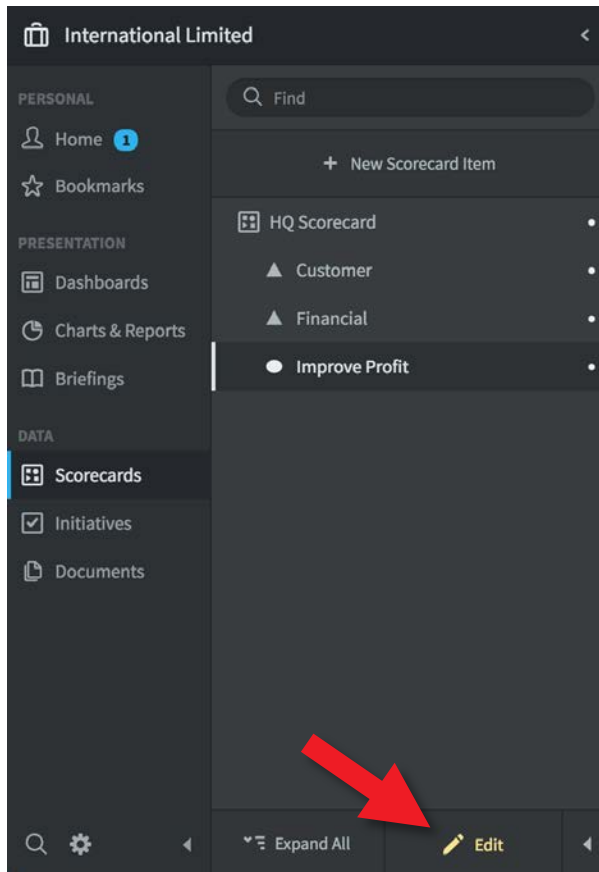 International Limited
PERSONAL
Home 1
Bookmarks
PRESENTATION
Dashboards
Charts & Reports
Briefings
DATA
Scorecards
Initiatives
Documents
Find
+ New Scorecard Item
HQ Scorecard
Customer
Financial
Improve Profit
Expand All
Edit